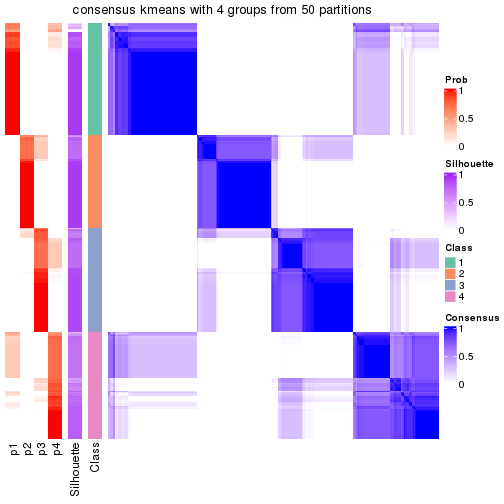 consensus kmeans with 4 groups from 50 partitions
Prob
1
0.5
0
Silhouette
1
0.5
0
Class
1
2
3
4
Consensus
1
0.5
0
p1
p2
p3
p4
Silhouette
Class